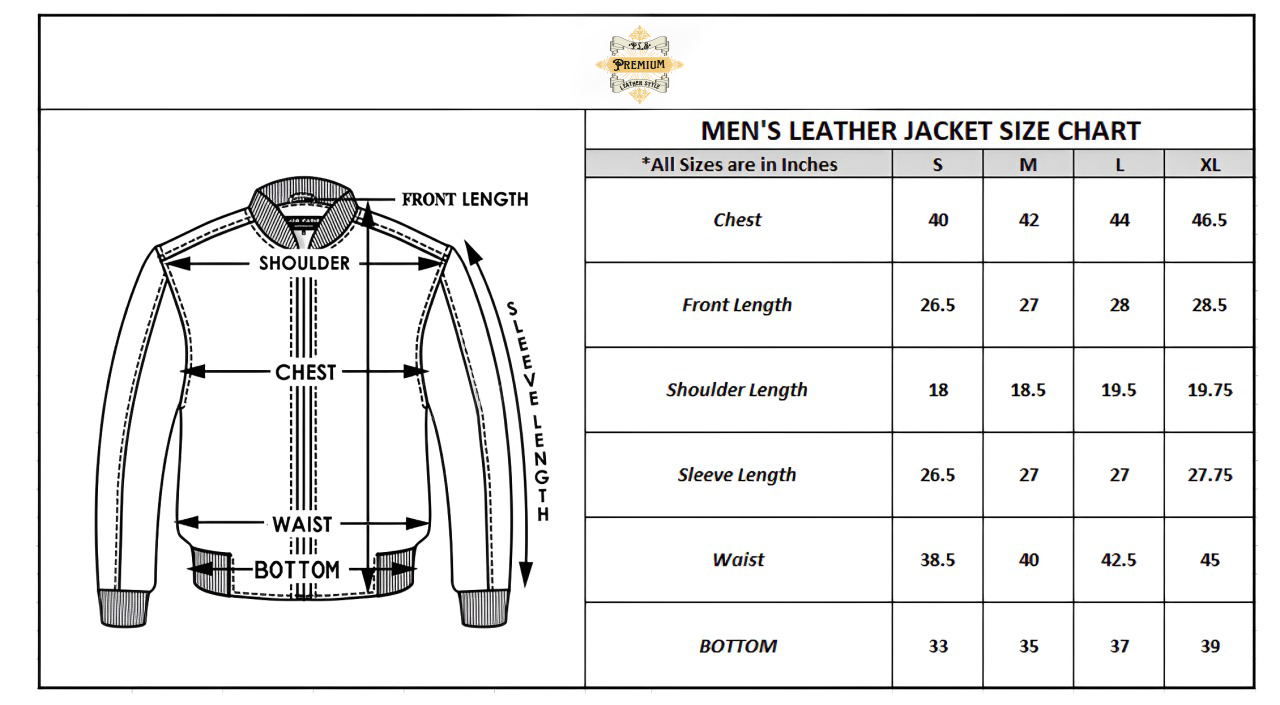 P.L.S
PREMIUM
LEATHER STYLE
MEN'S LEATHER JACKET SIZE CHART
*All Sizes are in Inches S M L XL
Chest 40 42 44 46.5
Front Length 26.5 27 28 28.5
Shoulder Length 18 18.5 19.5 19.75
Sleeve Length 26.5 27 27 27.75
Waist 38.5 40 42.5 45
BOTTOM 33 35 37 39
FRONT LENGTH
SHOULDER
SLEEVE LENGTH
CHEST
WAIST
BOTTOM